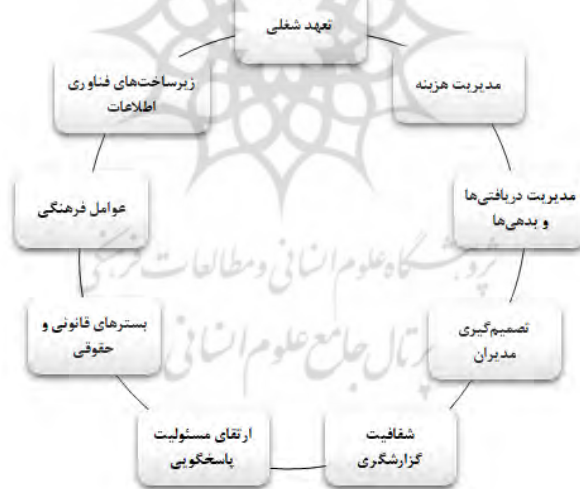 تعهد شغلی
مدیریت هزینه
مدیریت دریافتی‌ها
و بدهی‌ها
تصمیم‌گیری
مدیران
شفافیت
گزارشگری
ارتقای مسئولیت
پاسخگویی
بسترهای قانونی و
حقوقی
عوامل فرهنگی
زیرساخت‌های فناوری
اطلاعات
پژوهشگاه علوم انسانی و مطالعات فرهنگی
پرتال جامع علوم انسانی